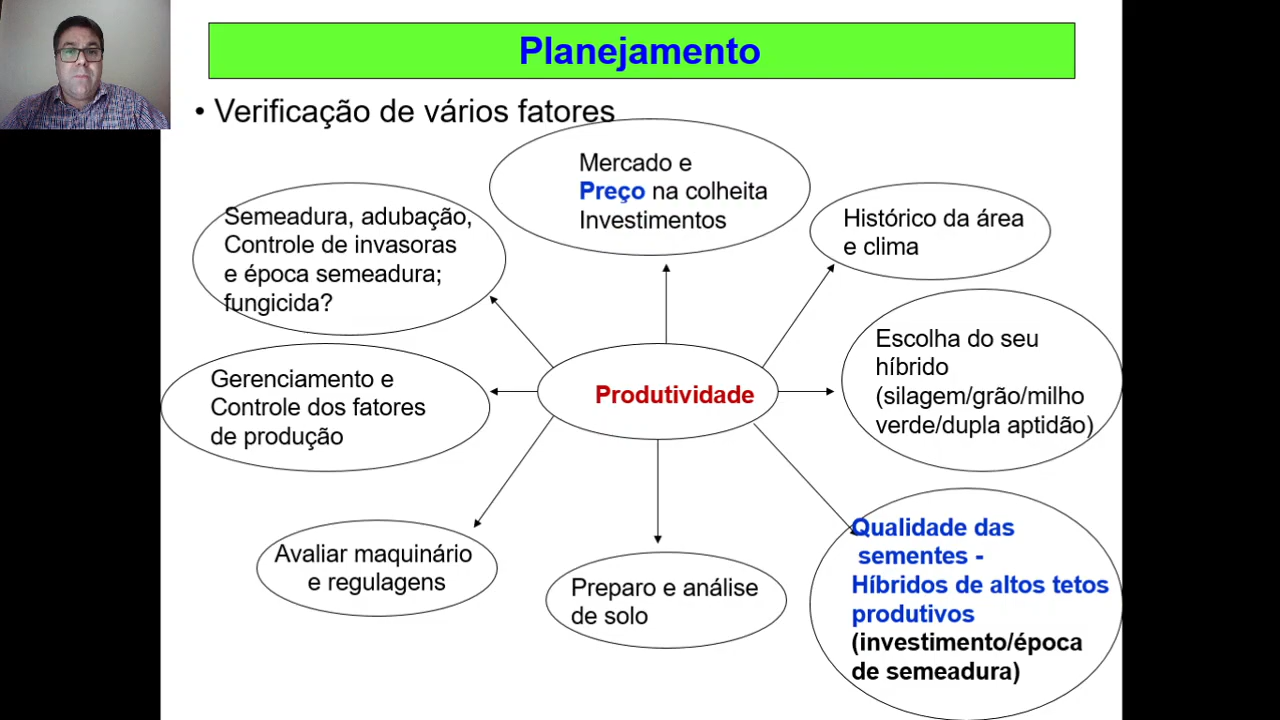 Planejamento
• Verificação de vários fatores
Mercado e
Preço na colheita
Investimentos
Semeadura, adubação,
Controle de invasoras
e época semeadura;
fungicida?
Histórico da área
e clima
Escolha do seu
híbrido
(silagem/grão/milho
verde/dupla aptidão)
Gerenciamento e
Controle dos fatores
de produção
Produtividade
Avaliar maquinário
e regulagens
Preparo e análise
de solo
Qualidade das
sementes -
Híbridos de altos tetos
produtivos
(investimento/época
de semeadura)